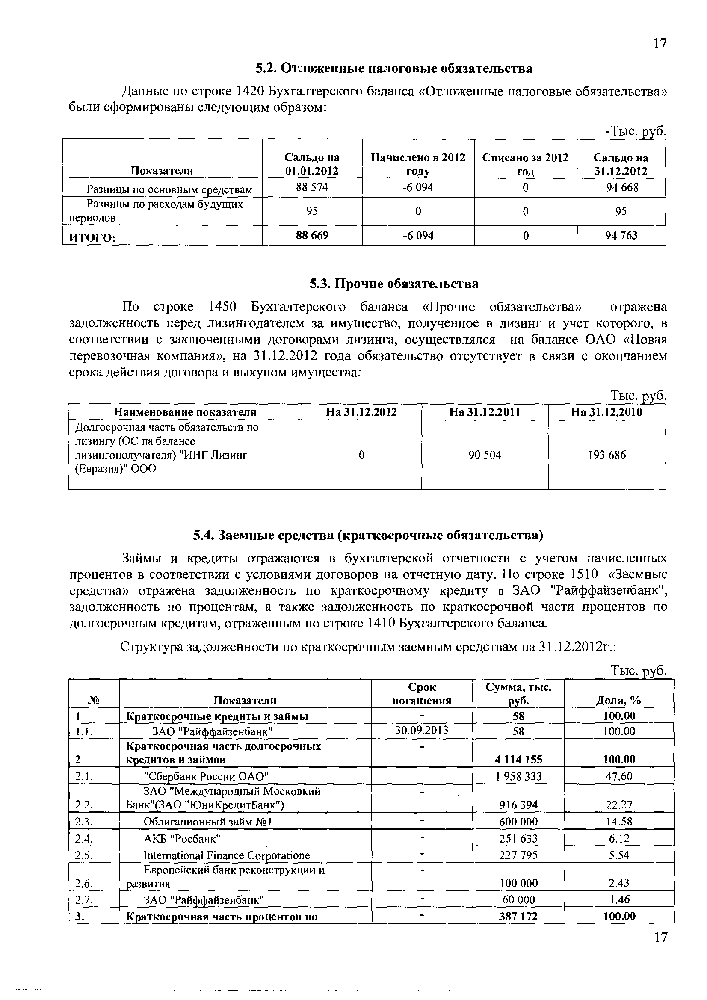 17
5.2. Отложенные налоговые обязательства
Данные по строке 1420 Бухгалтерского баланса «Отложенные налоговые обязательства»
были сформированы следующим образом:
-Тыс. руб.
Показатели Сальдо на 01.01.2012 Начислено в 2012 году Списано за 2012 год Сальдо на 31.12.2012
Разницы по основным средствам 88 574 -6 094 0 94 668
Разницы по расходам будущих
периодов 95 0 0 95
ИТОГО: 88 669 -6 094 0 94 763
5.3. Прочие обязательства
По строке 1450 Бухгалтерского баланса «Прочие обязательства» отражена
задолженность перед лизингодателем за имущество, полученное в лизинг и учет которого, в
соответствии с заключенными договорами лизинга, осуществлялся на балансе ОАО «Новая
перевозочная компания», на 31.12.2012 года обязательство отсутствует в связи с окончанием
срока действия договора и выкупом имущества:
Тыс. руб.
Наименование показателя На 31.12.2012 На 31.12.2011 На 31.12.2010
Долгосрочная часть обязательств по
лизингу (ОС на балансе
лизингополучателя) "ИНГ Лизинг 0 90 504 193 686
(Евразия)" ООО
5.4. Заемные средства (краткосрочные обязательства)
Займы и кредиты отражаются в бухгалтерской отчетности с учетом начисленных
процентов в соответствии с условиями договоров на отчетную дату. По строке 1510 «Заемные
средства» отражена задолженность по краткосрочному кредиту в ЗАО "Райффайзенбанк",
задолженность по процентам, а также задолженность по краткосрочной части процентов по
долгосрочным кредитам, отраженным по строке 1410 Бухгалтерского баланса.
Структура задолженности по краткосрочным заемным средствам на 31.12.2012г.:
Тыс. руб.
№ Показатели Срок погашения Сумма, тыс. руб. Доля, %
1 Краткосрочные кредиты и займы - 58 100.00
1.1. ЗАО "Райффайзенбанк" 30.09.2013 58 100.00
Краткосрочная часть долгосрочных -
2 кредитов и займов 4 114 155 100.00
2.1. "Сбербанк России ОАО" - 1 958 333 47.60
ЗАО "Международный Московкий -
2.2. Банк"(ЗАО "ЮниКредитБанк") 916 394 22.27
2.3. Облигационный займ №1 - 600 000 14.58
2.4. АКБ "Росбанк" - 251 633 6.12
2.5. International Finance Corporatione - 227 795 5.54
Европейский банк реконструкции и -
2.6. развития 100 000 2.43
2.7. ЗАО "Райффайзенбанк" - 60 000 1.46
3. Краткосрочная часть процентов по - 387 172 100.00
17